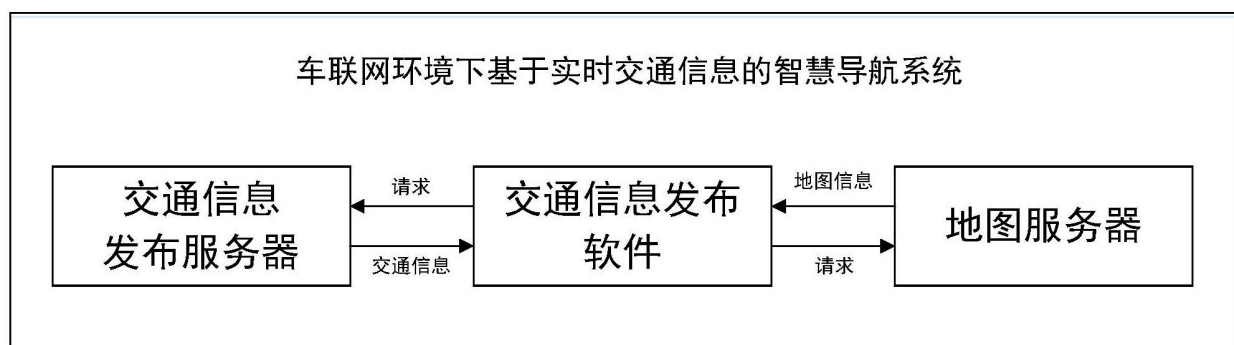 车联网环境下基于实时交通信息的智慧导航系统
交通信息
发布服务器
请求
交通信息
交通信息发布
软件
地图信息
请求
地图服务器